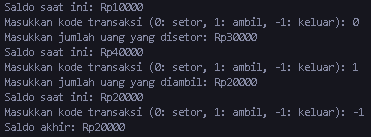 Saldo saat ini: Rp10000
Masukkan kode transaksi (0: setor, 1: ambil, -1: keluar): 0
Masukkan jumlah uang yang disetor: Rp30000
Saldo saat ini: Rp40000
Masukkan kode transaksi (0: setor, 1: ambil, -1: keluar): 1
Masukkan jumlah uang yang diambil: Rp20000
Saldo saat ini: Rp20000
Masukkan kode transaksi (0: setor, 1: ambil, -1: keluar): -1
Saldo akhir: Rp20000